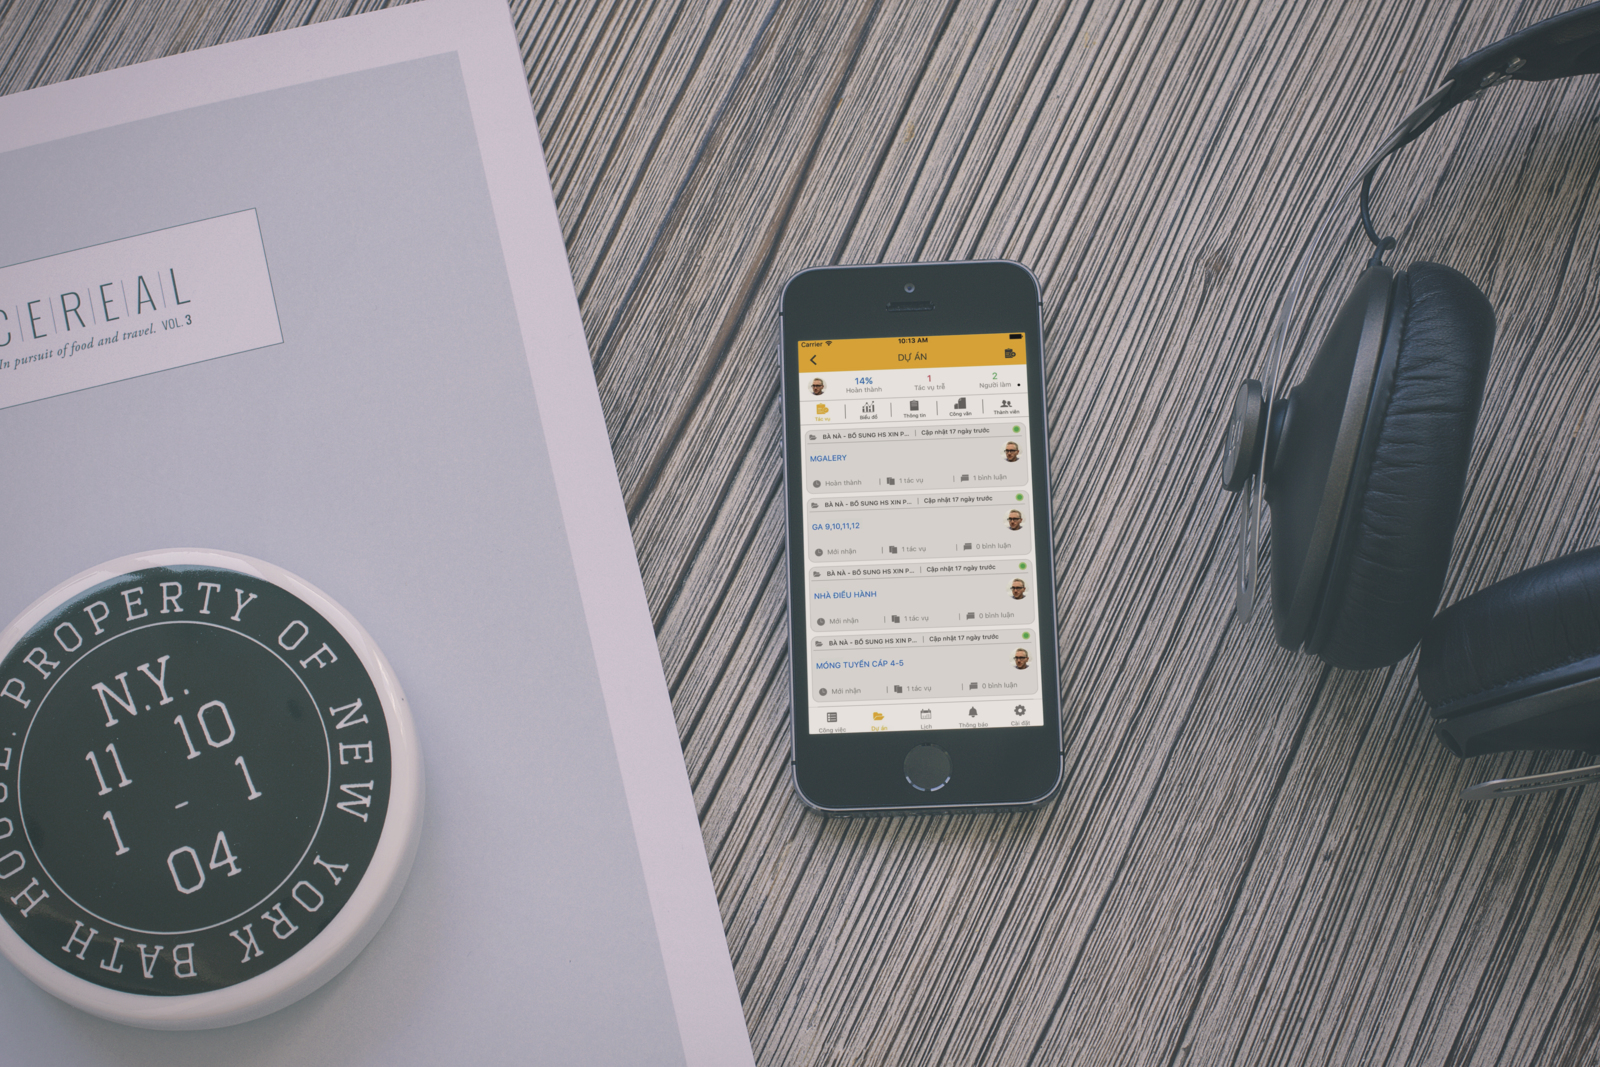 CEREAL
In pursuit of food and travel. VOL. 3
PROPERTY OF NEW YORK BATH HOUSE.
N.Y.
11 10
1 - 1
04
Carrier 10:13 AM
DỰ ÁN
14% 1 2
Hoàn thành Tác vụ trễ Người làm
Tác vụ Biểu đồ Thông tin Công văn Thành viên
BÀ NÀ - BỔ SUNG HS XIN P... | Cập nhật 17 ngày trước
MGALERY
Hoàn thành | 1 tác vụ | 1 bình luận
BÀ NÀ - BỔ SUNG HS XIN P... | Cập nhật 17 ngày trước
GA 9,10,11,12
Mới nhận | 1 tác vụ | 0 bình luận
BÀ NÀ - BỔ SUNG HS XIN P... | Cập nhật 17 ngày trước
NHÀ ĐIỀU HÀNH
Mới nhận | 1 tác vụ | 0 bình luận
BÀ NÀ - BỔ SUNG HS XIN P... | Cập nhật 17 ngày trước
MÓNG TUYẾN CÁP 4-5
Mới nhận | 1 tác vụ | 0 bình luận
Công việc Dự án Lịch Thông báo Cài đặt